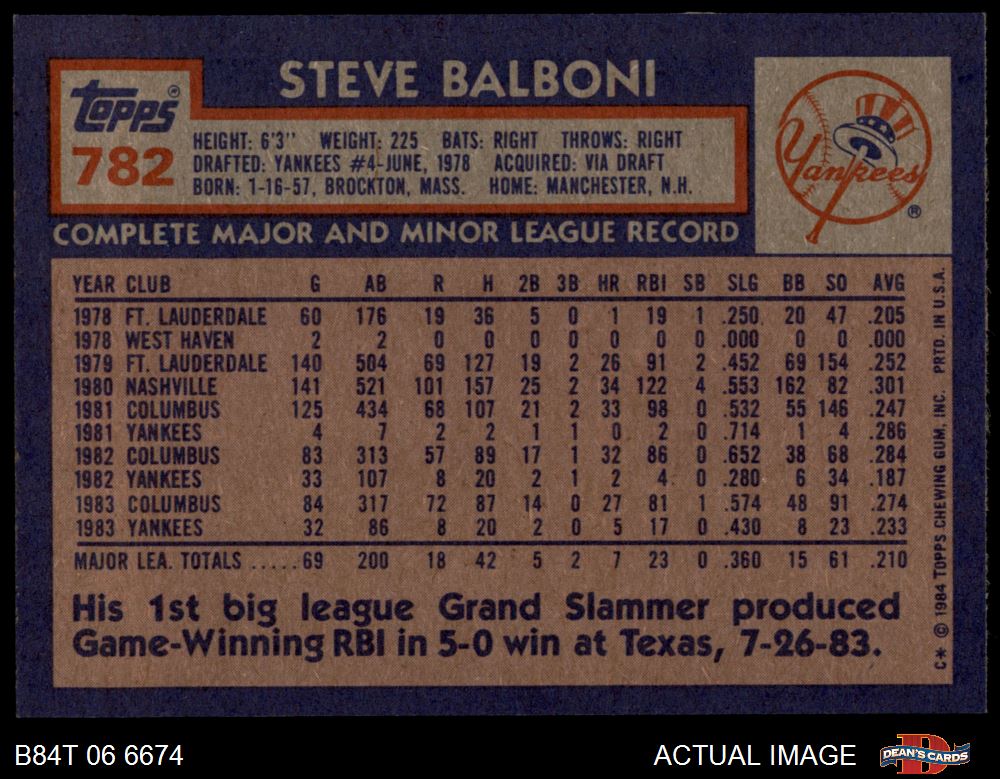 STEVE BALBONI
Topps®
782
HEIGHT: 6'3" WEIGHT: 225 BATS: RIGHT THROWS: RIGHT
DRAFTED: YANKEES #4-JUNE, 1978 ACQUIRED: VIA DRAFT
BORN: 1-16-57, BROCKTON, MASS. HOME: MANCHESTER, N.H.
Yankees
®
COMPLETE MAJOR AND MINOR LEAGUE RECORD
YEAR CLUB G AB R H 2B 3B HR RBI SB SLG BB SO AVG
1978 FT. LAUDERDALE 60 176 19 36 5 0 1 19 1 .250 20 47 .205
1978 WEST HAVEN 2 2 0 0 0 0 0 0 0 .000 0 0 .000
1979 FT. LAUDERDALE 140 504 69 127 19 2 26 91 2 .452 69 154 .252
1980 NASHVILLE 141 521 101 157 25 2 34 122 4 .553 162 82 .301
1981 COLUMBUS 125 434 68 107 21 2 33 98 0 .532 55 146 .247
1981 YANKEES 4 7 2 2 1 1 0 2 0 .714 1 4 .286
1982 COLUMBUS 83 313 57 89 17 1 32 86 0 .652 38 68 .284
1982 YANKEES 33 107 8 20 2 1 2 4 0 .280 6 34 .187
1983 COLUMBUS 84 317 72 87 14 0 27 81 1 .574 48 91 .274
1983 YANKEES 32 86 8 20 2 0 5 17 0 .430 8 23 .233
MAJOR LEA. TOTALS .....69 200 18 42 5 2 7 23 0 .360 15 61 .210
His 1st big league Grand Slammer produced
Game-Winning RBI in 5-0 win at Texas, 7-26-83.
C* © 1984 TOPPS CHEWING GUM, INC. PRTD. IN U.S.A.
B84T 06 6674
ACTUAL IMAGE
DEAN'S CARDS